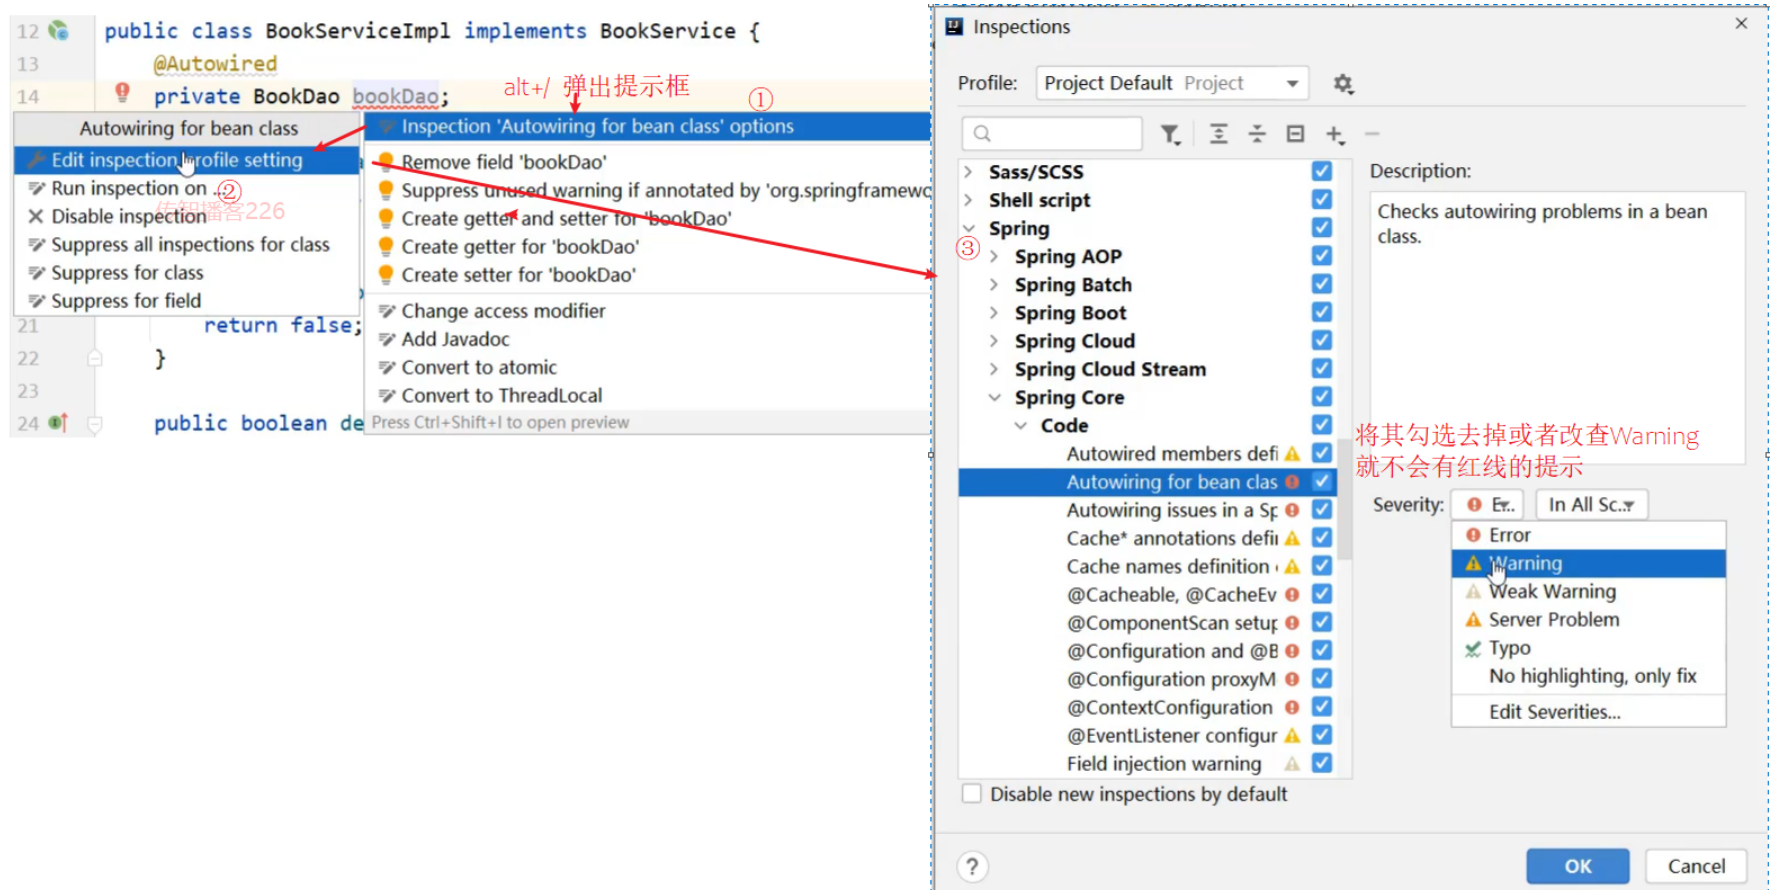 12 public class BookServiceImpl implements BookService {
13 @Autowired
14 private BookDao bookDao;
alt+/ 弹出提示框
①
Autowiring for bean class
Edit inspection profile setting
Run inspection on ...
②
传智播客226
Disable inspection
Suppress all inspections for class
Suppress for class
Suppress for field
Inspection 'Autowiring for bean class' options
Remove field 'bookDao'
Suppress unused warning if annotated by 'org.springframewo
Create getter and setter for 'bookDao'
Create getter for 'bookDao'
Create setter for 'bookDao'
Change access modifier
Add Javadoc
Convert to atomic
Convert to ThreadLocal
Press Ctrl+Shift+I to open preview
21 return false;
22 }
23
24 public boolean de
Inspections
Profile: Project Default Project
Sass/SCSS
Shell script
Spring
③
Spring AOP
Spring Batch
Spring Boot
Spring Cloud
Spring Cloud Stream
Spring Core
Code
Autowired members defi
Autowiring for bean clas
Autowiring issues in a Sp
Cache* annotations defin
Cache names definition
@Cacheable, @CacheEv
@ComponentScan setup
@Configuration and @B
@Configuration proxyM
@ContextConfiguration
@EventListener configur
Field injection warning
Disable new inspections by default
Description:
Checks autowiring problems in a bean
class.
将其勾选去掉或者改查Warning
就不会有红线的提示
Severity: E.. In All Sc..
Error
Warning
Weak Warning
Server Problem
Typo
No highlighting, only fix
Edit Severities...
?
OK
Cancel